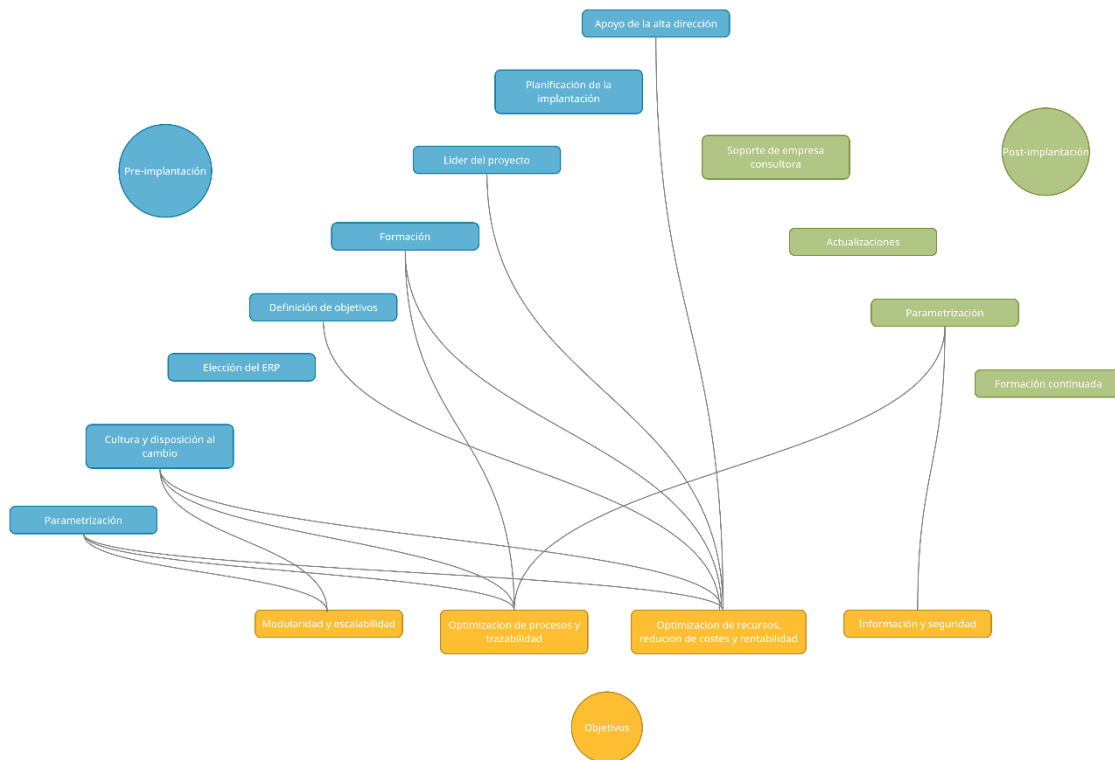 Apoyo de la alta dirección
Planificación de la
implantación
Lider del proyecto
Soporte de empresa
consultora
Pre-implantación
Post-implantación
Formación
Actualizaciones
Definición de objetivos
Parametrización
Elección del ERP
Formación continuada
Cultura y disposición al
cambio
Parametrización
Modularidad y escalabilidad
Optimizacion de procesos y
trazabilidad
Optimizacion de recursos,
reducion de costes y rentabilidad
Información y seguridad
Objetivos